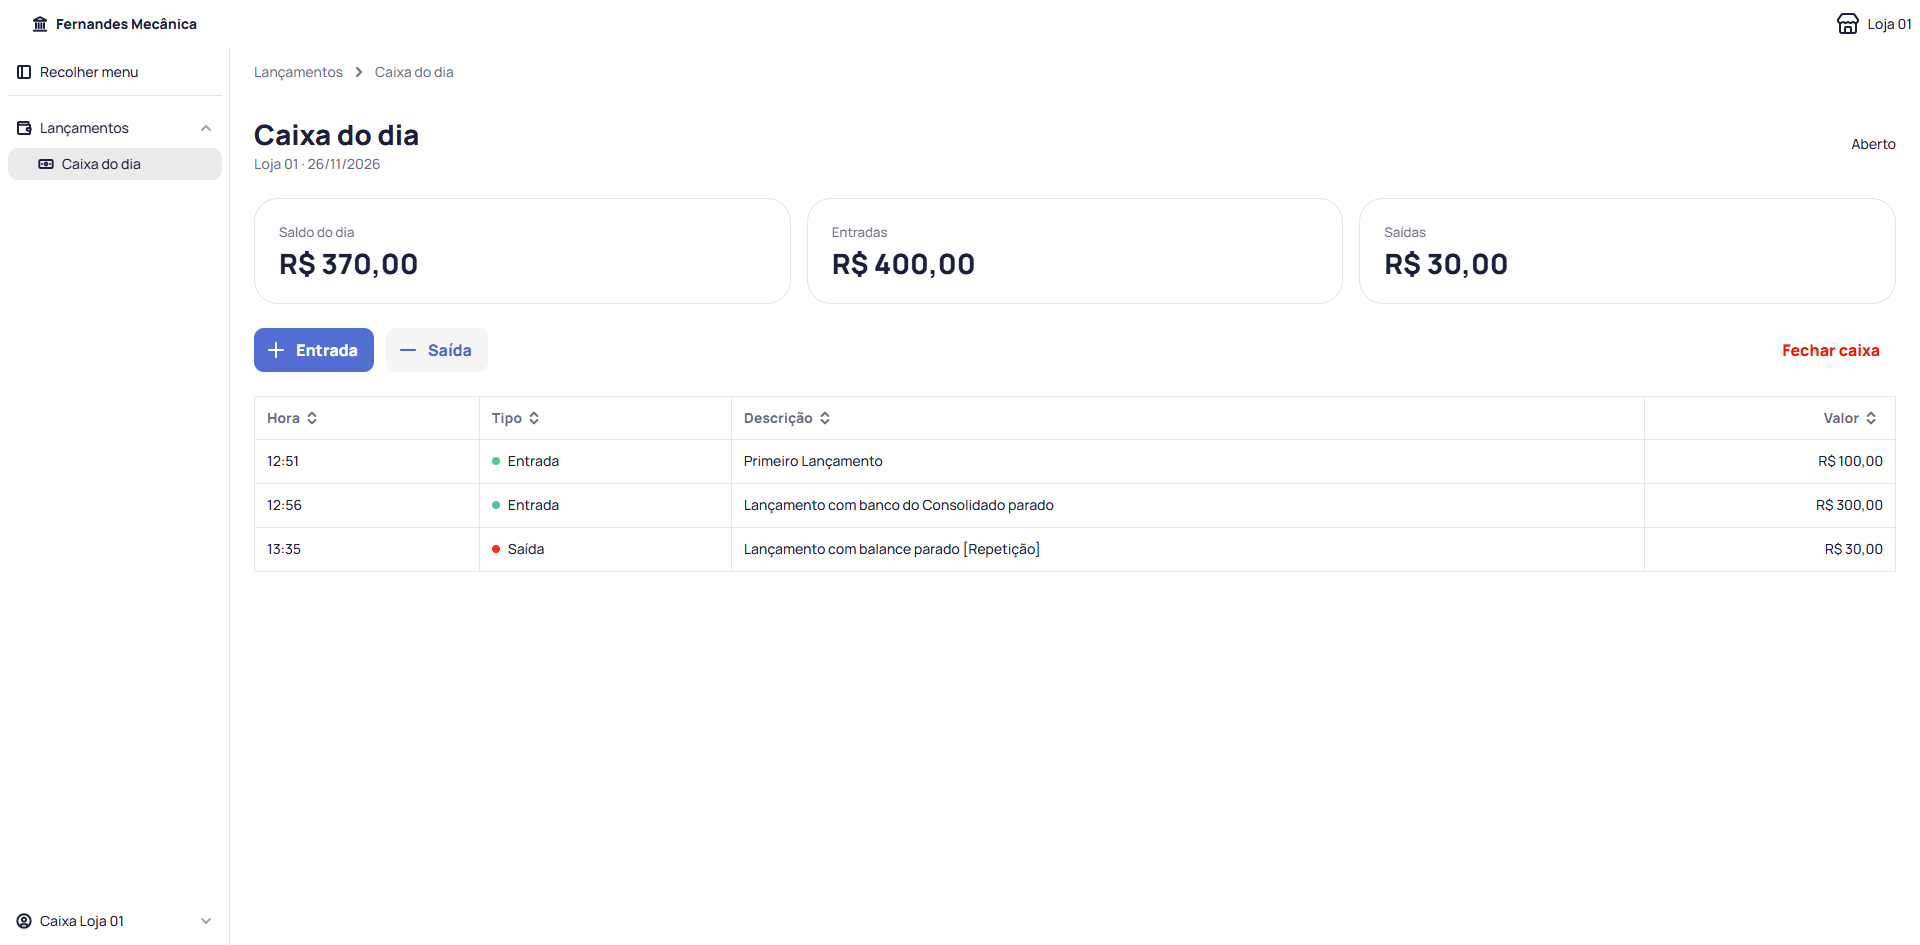 Fernandes Mecânica
Loja 01
Recolher menu
Lançamentos
Caixa do dia
Caixa Loja 01
Lançamentos > Caixa do dia
Caixa do dia
Loja 01 · 26/11/2026
Aberto
Saldo do dia
R$ 370,00
Entradas
R$ 400,00
Saídas
R$ 30,00
+ Entrada
— Saída
Fechar caixa
Hora Tipo Descrição Valor
12:51 Entrada Primeiro Lançamento R$ 100,00
12:56 Entrada Lançamento com banco do Consolidado parado R$ 300,00
13:35 Saída Lançamento com balance parado [Repetição] R$ 30,00